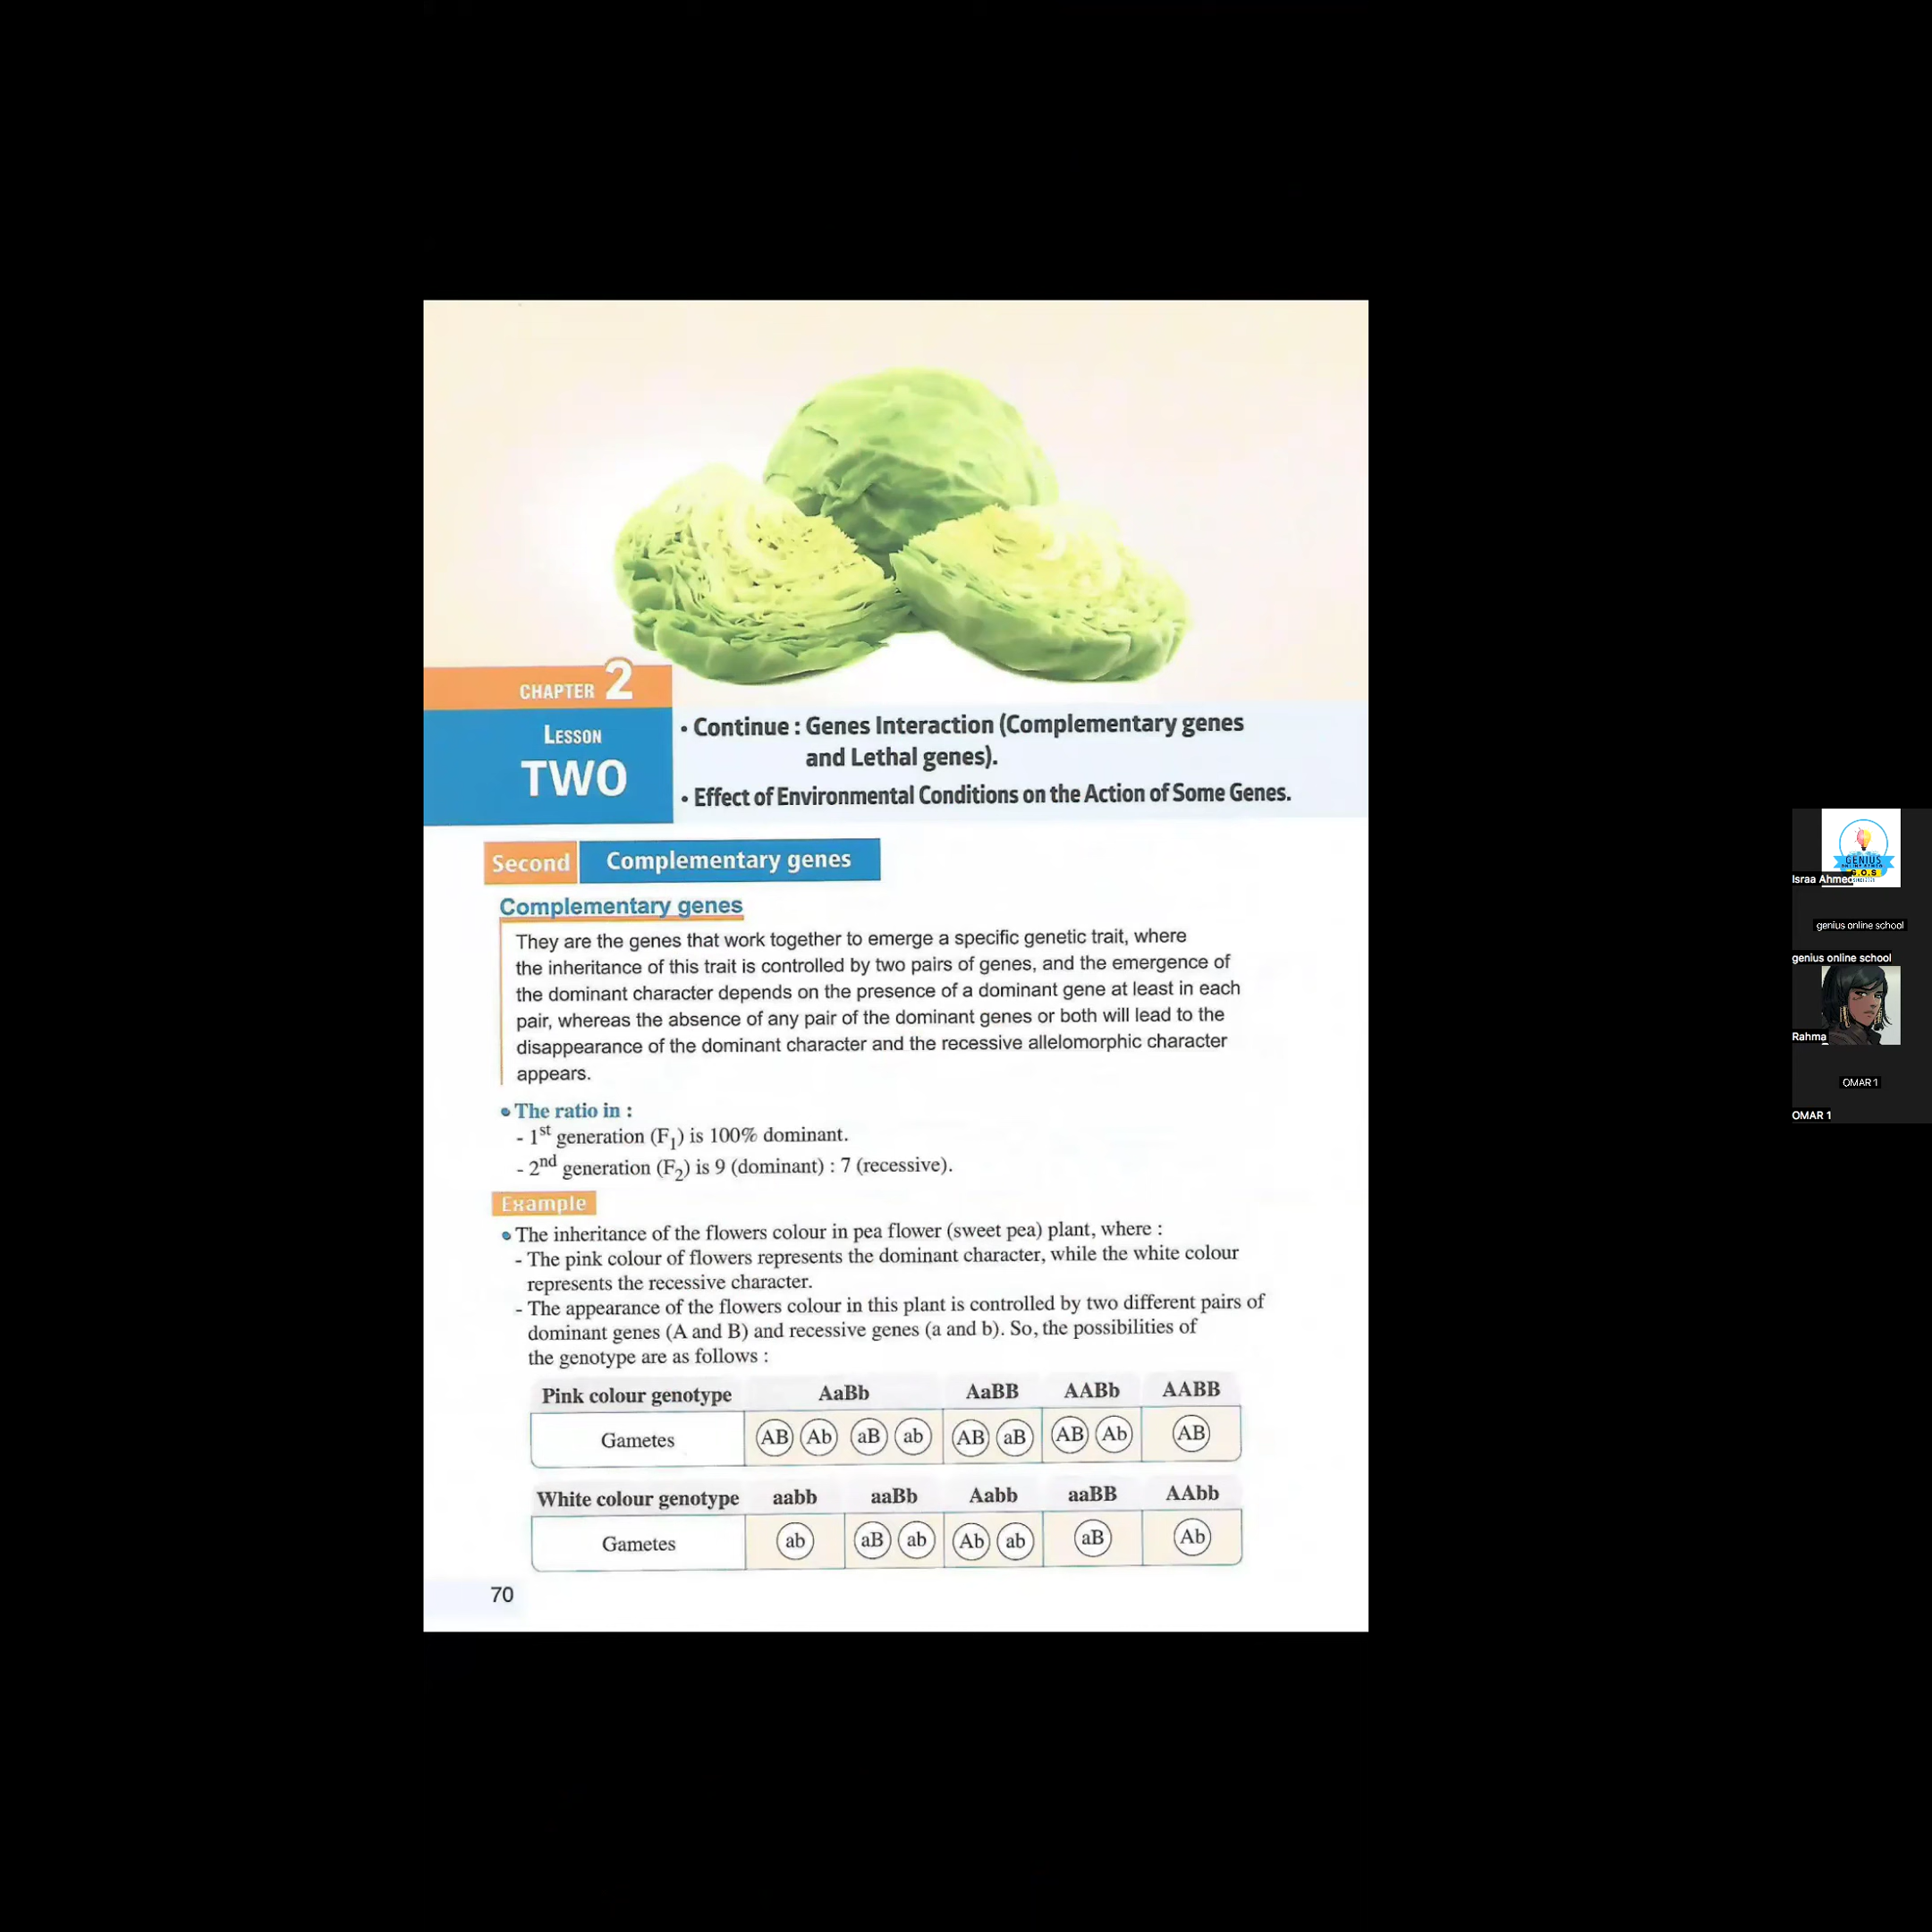 CHAPTER 2
LESSON
TWO
• Continue : Genes Interaction (Complementary genes
and Lethal genes).
• Effect of Environmental Conditions on the Action of Some Genes.
Second Complementary genes
Complementary genes
They are the genes that work together to emerge a specific genetic trait, where
the inheritance of this trait is controlled by two pairs of genes, and the emergence of
the dominant character depends on the presence of a dominant gene at least in each
pair, whereas the absence of any pair of the dominant genes or both will lead to the
disappearance of the dominant character and the recessive allelomorphic character
appears.
• The ratio in :
- 1st generation (F1) is 100% dominant.
- 2nd generation (F2) is 9 (dominant) : 7 (recessive).
Example
• The inheritance of the flowers colour in pea flower (sweet pea) plant, where :
- The pink colour of flowers represents the dominant character, while the white colour
represents the recessive character.
- The appearance of the flowers colour in this plant is controlled by two different pairs of
dominant genes (A and B) and recessive genes (a and b). So, the possibilities of
the genotype are as follows :
Pink colour genotype AaBb AaBB AABb AABB
Gametes AB Ab aB ab AB aB AB Ab AB
White colour genotype aabb aaBb Aabb aaBB AAbb
Gametes ab aB ab Ab ab aB Ab
70
GENIUS
G.O.S
Israa Ahmed
genius online school
genius online school
Rahma
OMAR 1
OMAR 1